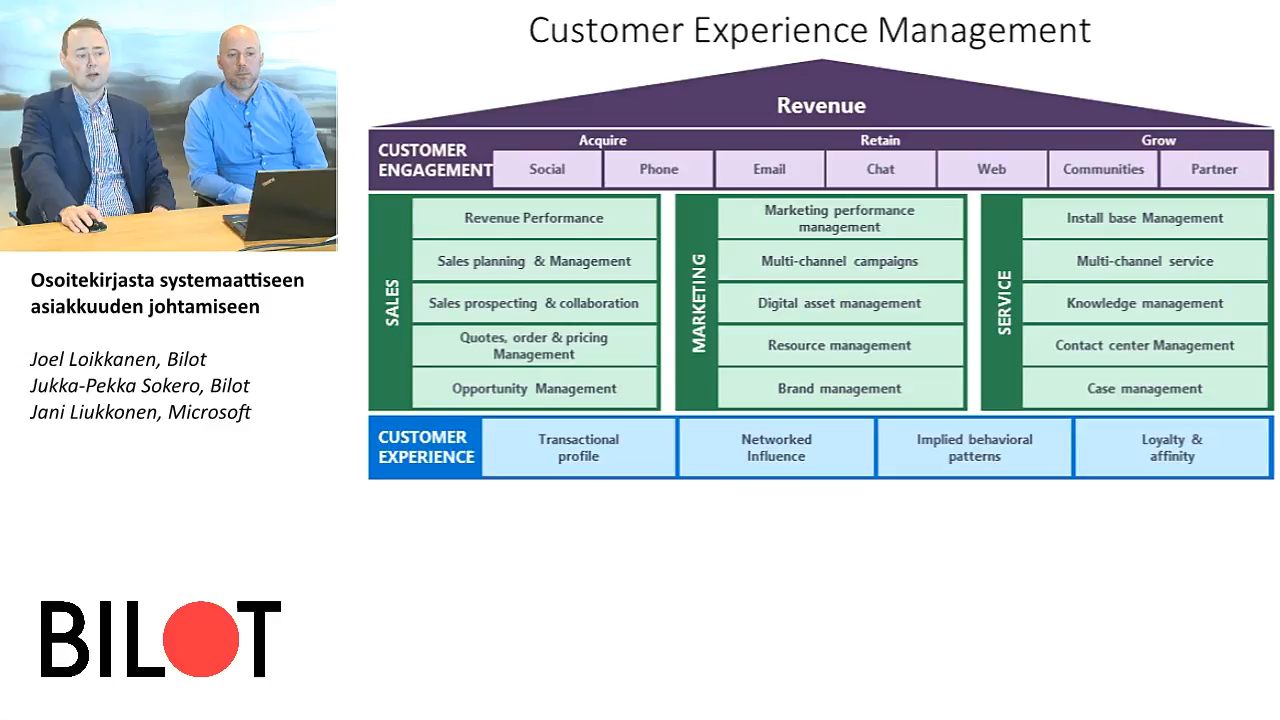 Customer Experience Management
Revenue
CUSTOMER
ENGAGEMENT
Acquire
Retain
Grow
Social
Phone
Email
Chat
Web
Communities
Partner
SALES
Revenue Performance
Sales planning & Management
Sales prospecting & collaboration
Quotes, order & pricing
Management
Opportunity Management
MARKETING
Marketing performance
management
Multi-channel campaigns
Digital asset management
Resource management
Brand management
SERVICE
Install base Management
Multi-channel service
Knowledge management
Contact center Management
Case management
CUSTOMER
EXPERIENCE
Transactional
profile
Networked
Influence
Implied behavioral
patterns
Loyalty &
affinity
Osoitekirjasta systemaattiseen
asiakkuuden johtamiseen
Joel Loikkanen, Bilot
Jukka-Pekka Sokero, Bilot
Jani Liukkonen, Microsoft
BILOT